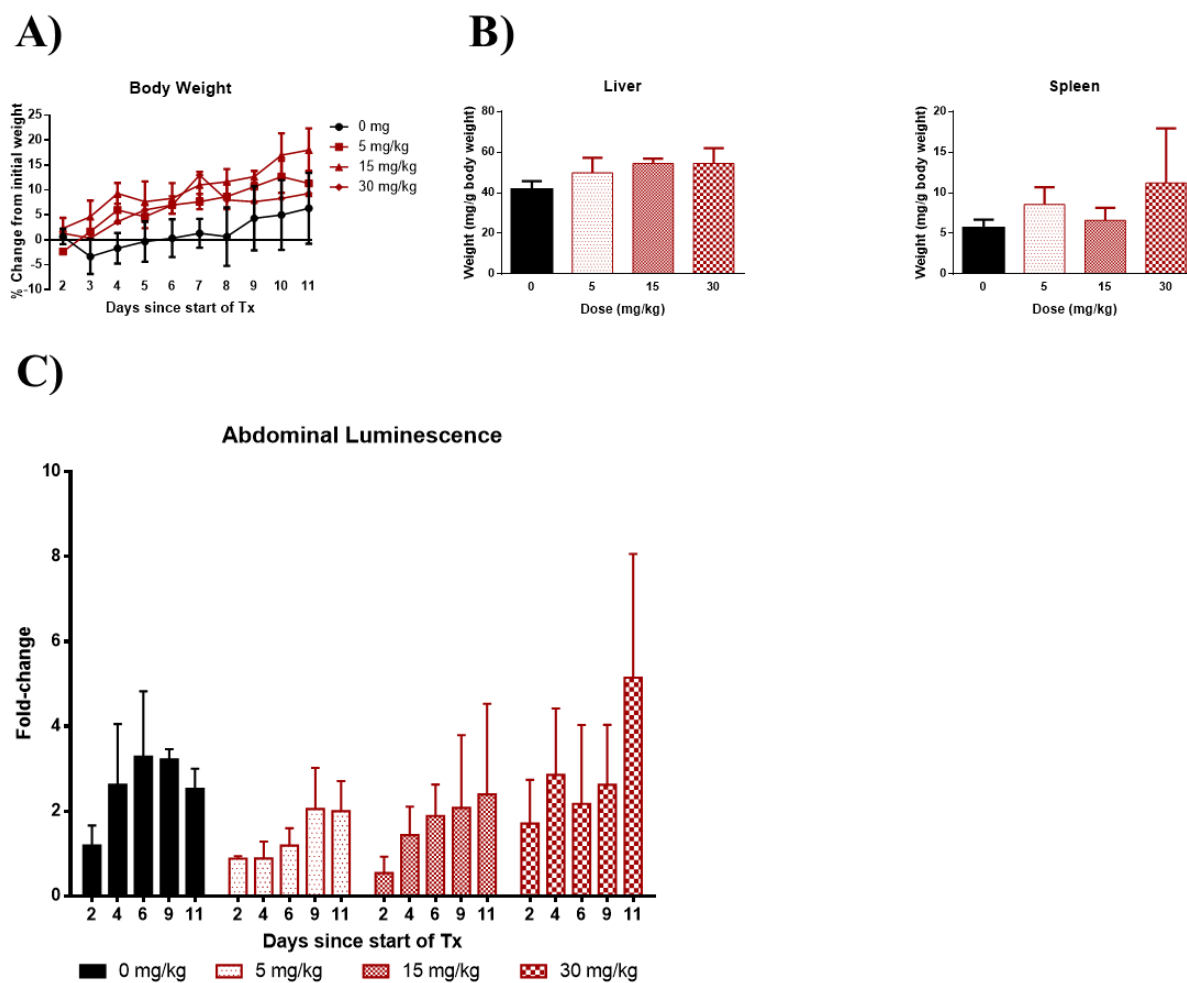 A)
B)
Body Weight
% Change from initial weight
25
20
15
10
5
0
-5
-10
2 3 4 5 6 7 8 9 10 11
Days since start of Tx
0 mg
5 mg/kg
15 mg/kg
30 mg/kg
Liver
Weight (mg/g body weight)
80
60
40
20
0
0 5 15 30
Dose (mg/kg)
Spleen
Weight (mg/g body weight)
20
15
10
5
0
0 5 15 30
Dose (mg/kg)
C)
Abdominal Luminescence
Fold-change
10
8
6
4
2
0
2 4 6 9 11 2 4 6 9 11 2 4 6 9 11 2 4 6 9 11
Days since start of Tx
0 mg/kg 5 mg/kg 15 mg/kg 30 mg/kg